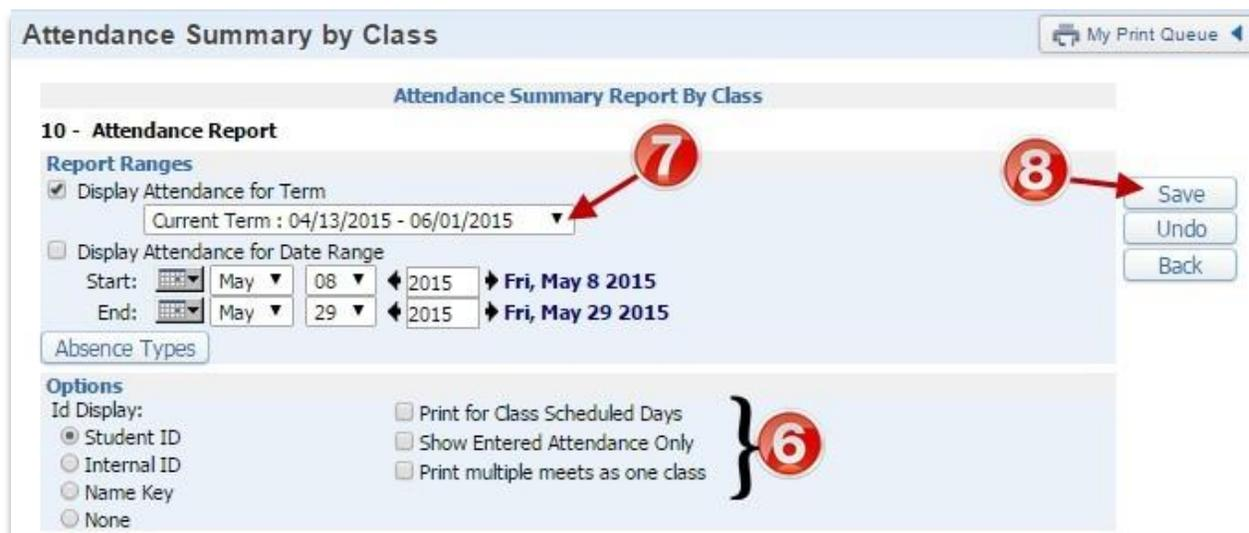 Attendance Summary by Class
My Print Queue
Attendance Summary Report By Class
10 - Attendance Report
Report Ranges
7
8
Display Attendance for Term
Save
Current Term : 04/13/2015 - 06/01/2015
Undo
Display Attendance for Date Range
Back
Start: May 08 2015 Fri, May 8 2015
End: May 29 2015 Fri, May 29 2015
Absence Types
Options
Id Display:
Student ID
Internal ID
Name Key
None
Print for Class Scheduled Days
Show Entered Attendance Only
Print multiple meets as one class
6